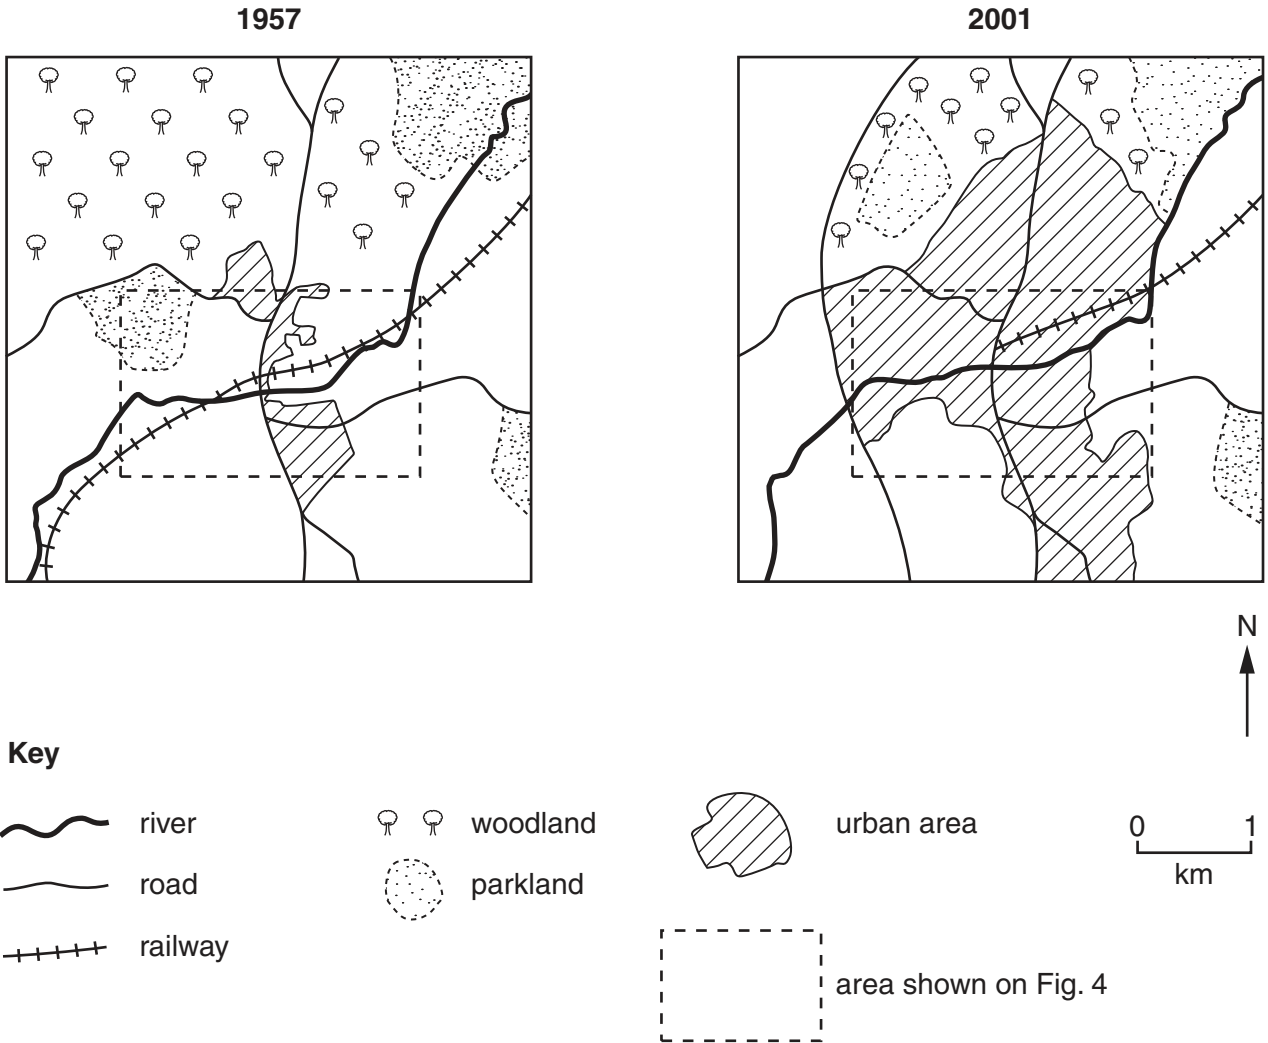 1957
2001
N
Key
river
woodland
urban area
0 1
km
road
parkland
railway
area shown on Fig. 4